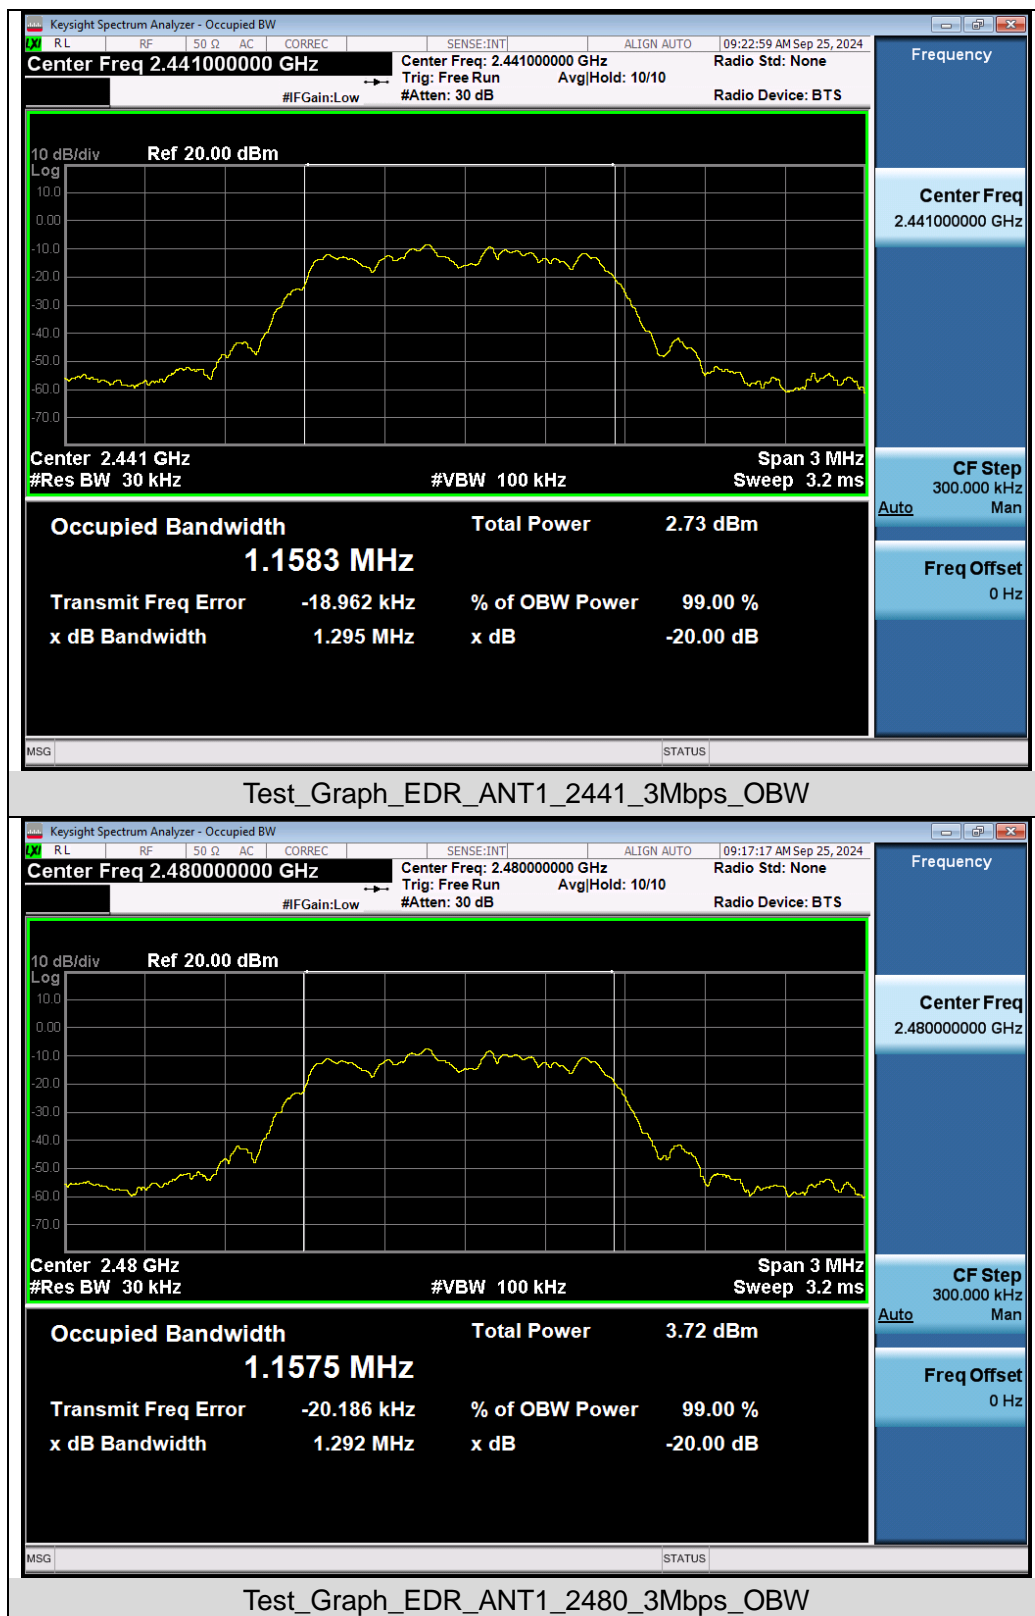 Keysight Spectrum Analyzer - Occupied BW
LXI RL RF 50 Ω AC CORREC SENSE:INT ALIGN AUTO 09:22:59 AM Sep 25, 2024
Center Freq 2.441000000 GHz
Center Freq: 2.441000000 GHz
Radio Std: None
Trig: Free Run Avg|Hold: 10/10
#IFGain:Low
#Atten: 30 dB
Radio Device: BTS
10 dB/div Ref 20.00 dBm
Log
10.0
0.00
-10.0
-20.0
-30.0
-40.0
-50.0
-60.0
-70.0
Center 2.441 GHz
Span 3 MHz
#Res BW 30 kHz
#VBW 100 kHz
Sweep 3.2 ms
Occupied Bandwidth
Total Power 2.73 dBm
1.1583 MHz
Transmit Freq Error -18.962 kHz % of OBW Power 99.00 %
x dB Bandwidth 1.295 MHz x dB -20.00 dB
MSG
STATUS
Frequency
Center Freq
2.441000000 GHz
CF Step
300.000 kHz
Auto Man
Freq Offset
0 Hz
Test_Graph_EDR_ANT1_2441_3Mbps_OBW
Keysight Spectrum Analyzer - Occupied BW
LXI RL RF 50 Ω AC CORREC SENSE:INT ALIGN AUTO 09:17:17 AM Sep 25, 2024
Center Freq 2.480000000 GHz
Center Freq: 2.480000000 GHz
Radio Std: None
Trig: Free Run Avg|Hold: 10/10
#IFGain:Low
#Atten: 30 dB
Radio Device: BTS
10 dB/div Ref 20.00 dBm
Log
10.0
0.00
-10.0
-20.0
-30.0
-40.0
-50.0
-60.0
-70.0
Center 2.48 GHz
Span 3 MHz
#Res BW 30 kHz
#VBW 100 kHz
Sweep 3.2 ms
Occupied Bandwidth
Total Power 3.72 dBm
1.1575 MHz
Transmit Freq Error -20.186 kHz % of OBW Power 99.00 %
x dB Bandwidth 1.292 MHz x dB -20.00 dB
MSG
STATUS
Frequency
Center Freq
2.480000000 GHz
CF Step
300.000 kHz
Auto Man
Freq Offset
0 Hz
Test_Graph_EDR_ANT1_2480_3Mbps_OBW